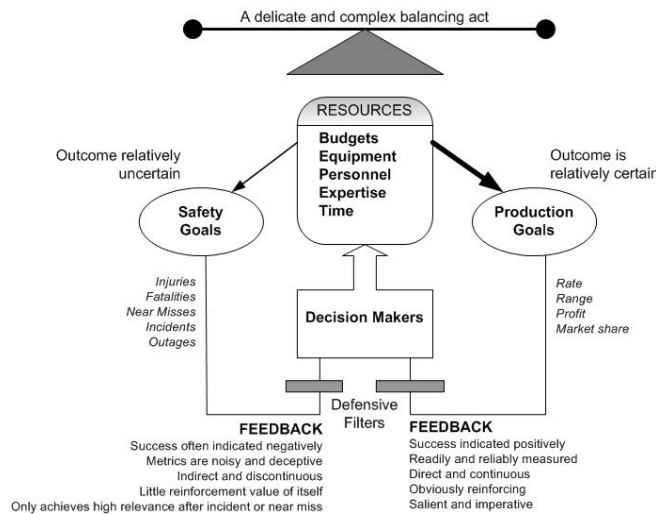 A delicate and complex balancing act
RESOURCES
Budgets
Equipment
Personnel
Expertise
Time
Outcome relatively
uncertain
Outcome is
relatively certain
Safety
Goals
Production
Goals
Injuries
Fatalities
Near Misses
Incidents
Outages
Rate
Range
Profit
Market share
Decision Makers
Defensive
Filters
FEEDBACK
Success often indicated negatively
Metrics are noisy and deceptive
Indirect and discontinuous
Little reinforcement value of itself
Only achieves high relevance after incident or near miss
FEEDBACK
Success indicated positively
Readily and reliably measured
Direct and continuous
Obviously reinforcing
Salient and imperative